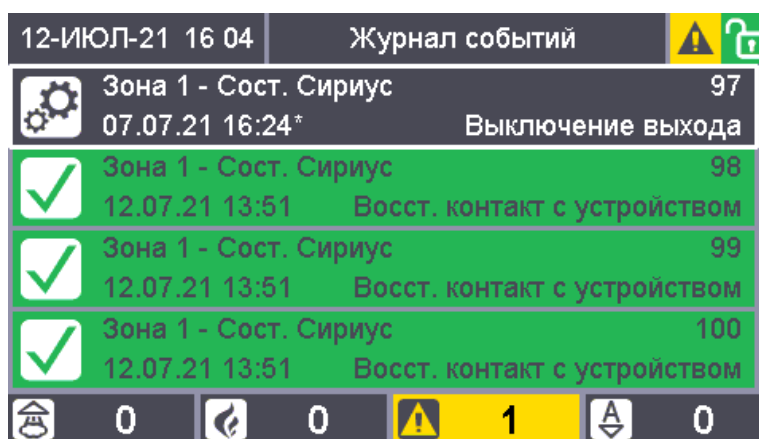 12-ИЮЛ-21 16 04 Журнал событий
Зона 1 - Сост. Сириус 97
07.07.21 16:24* Выключение выхода
Зона 1 - Сост. Сириус 98
12.07.21 13:51 Восст. контакт с устройством
Зона 1 - Сост. Сириус 99
12.07.21 13:51 Восст. контакт с устройством
Зона 1 - Сост. Сириус 100
12.07.21 13:51 Восст. контакт с устройством
0 0 1 A 0